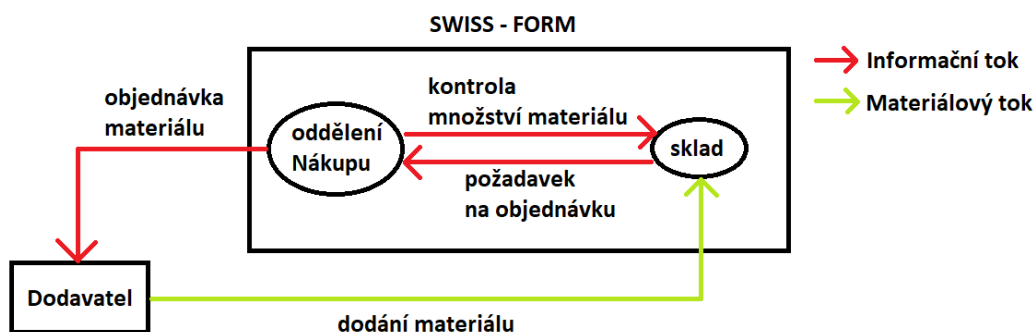 SWISS - FORM
Informační tok
Materiálový tok
objednávka
materiálu
kontrola
množství materiálu
oddělení
Nákupu
sklad
požadavek
na objednávku
Dodavatel
dodání materiálu